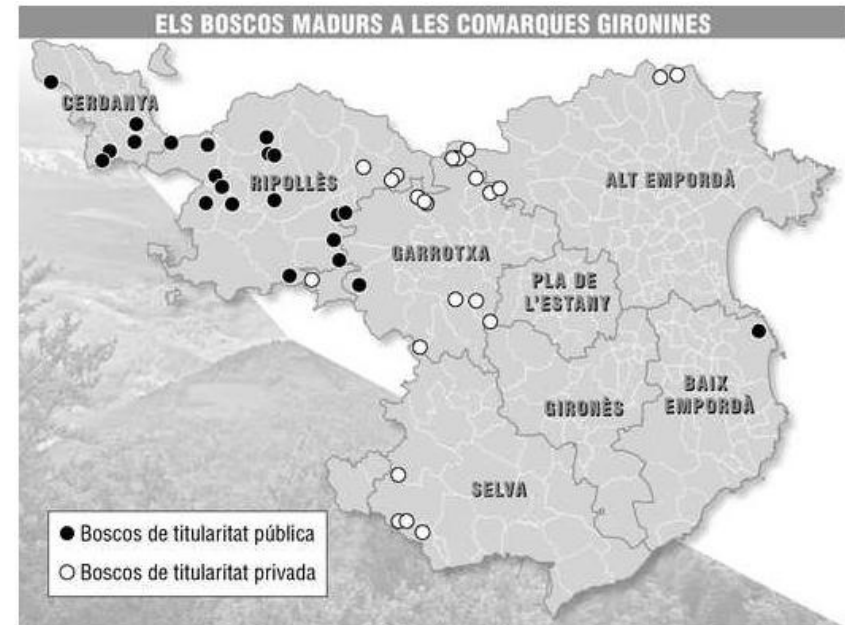 ELS BOSCOS MADURS A LES COMARQUES GIRONINES
CERDANYA
RIPOLLÈS
ALT EMPORDÀ
GARROTXA
PLA DE
L'ESTANY
BAIX
EMPORDÀ
GIRONÈS
SELVA
Boscos de titularitat pública
Boscos de titularitat privada